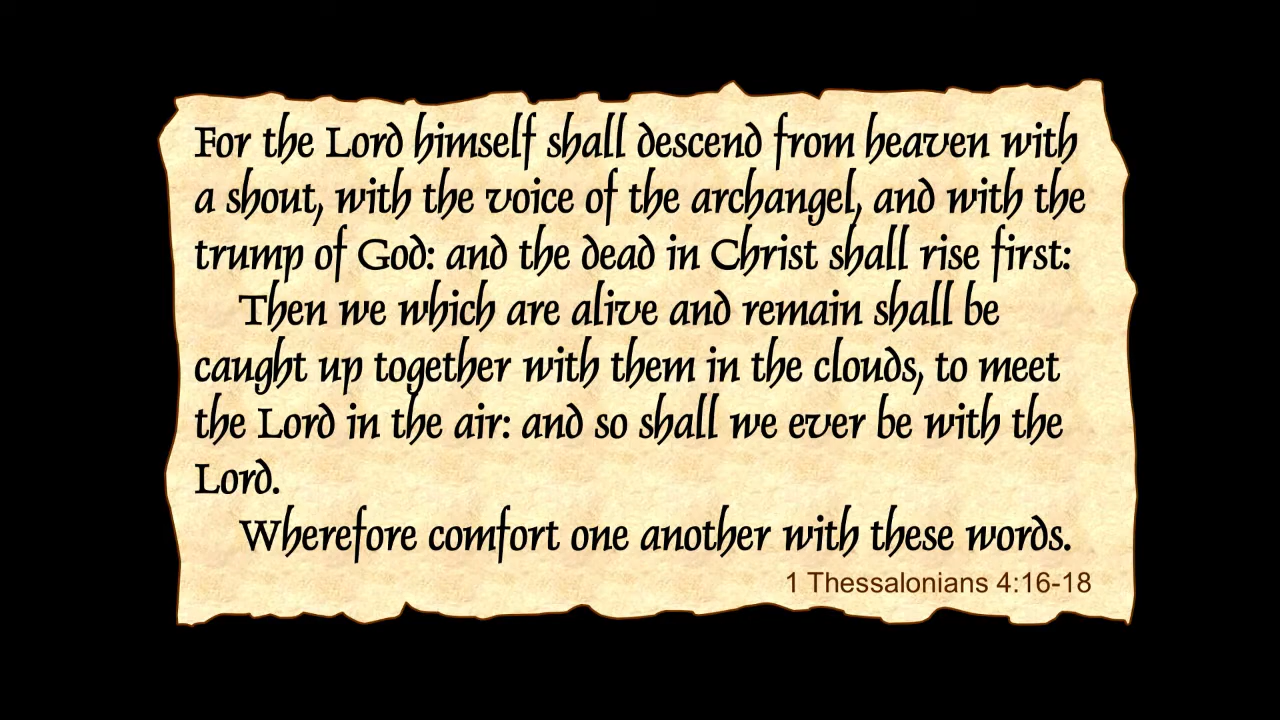 For the Lord himself shall descend from heaven with
a shout, with the voice of the archangel, and with the
trump of God: and the dead in Christ shall rise first:
Then we which are alive and remain shall be
caught up together with them in the clouds, to meet
the Lord in the air: and so shall we ever be with the
Lord.
Wherefore comfort one another with these words.
1 Thessalonians 4:16-18